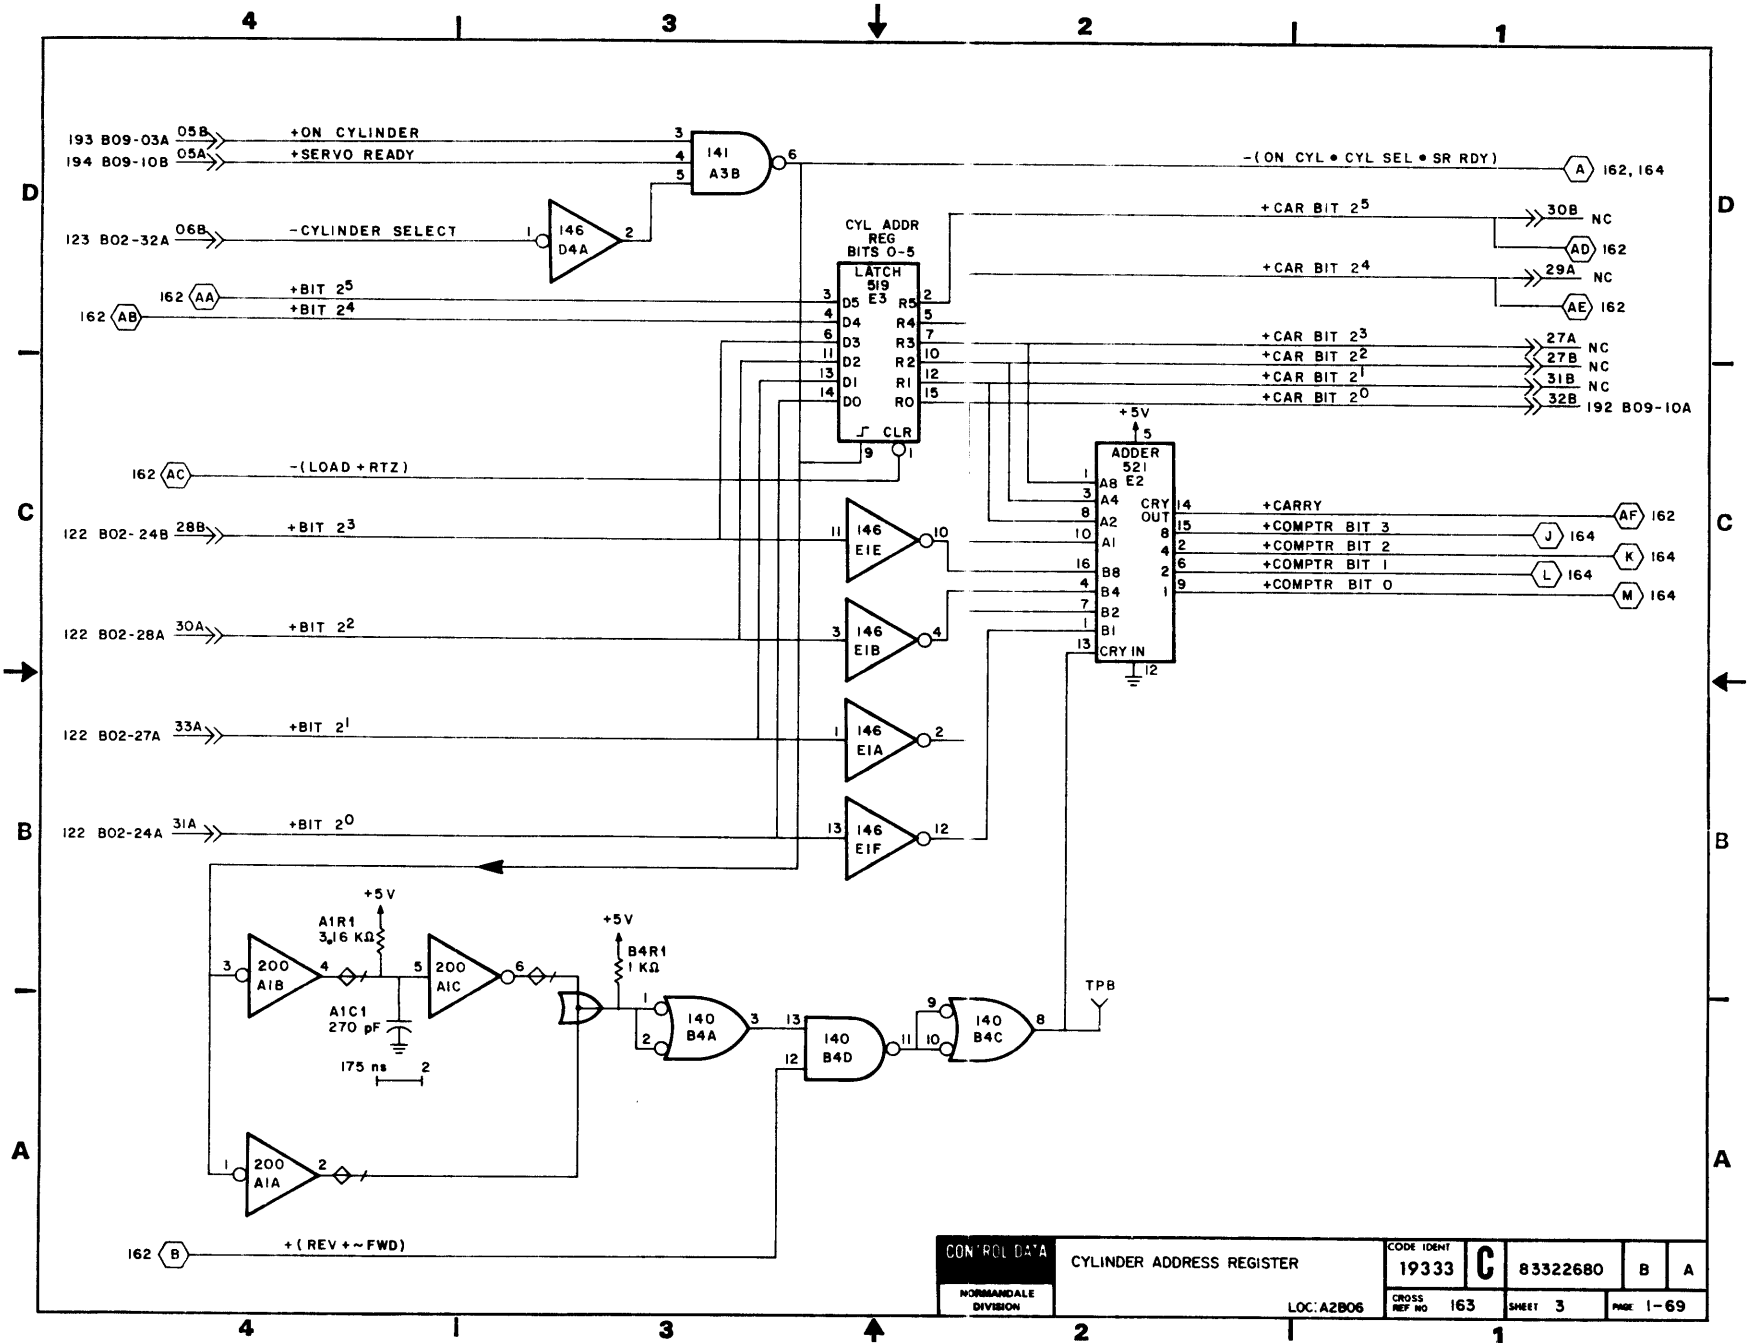 4 3 2 1
D
C
B
A
D
C
B
A
193 B09-03A 05B +ON CYLINDER 3
194 B09-10B 05A +SERVO READY 4
5
141
A3B
6
-(ON CYL • CYL SEL • SR RDY) A 162, 164
123 B02-32A 06B -CYLINDER SELECT 1
146
D4A
2
+CAR BIT 2⁵ 30B NC
AD 162
+CAR BIT 2⁴ 29A NC
AE 162
+CAR BIT 2³ 27A NC
+CAR BIT 2² 27B NC
+CAR BIT 2¹ 31B NC
+CAR BIT 2⁰ 32B 192 B09-10A
CYL ADDR
REG
BITS 0-5
LATCH
519
E3
162 AA +BIT 2⁵ 3 D5 R5 2
162 AB +BIT 2⁴ 4 D4 R4 5
6 D3 R3 7
11 D2 R2 10
13 D1 R1 12
14 D0 R0 15
CLR
9 1
162 AC -(LOAD + RTZ)
122 B02-24B 28B +BIT 2³ 11
146
E1E
10
122 B02-28A 30A +BIT 2² 3
146
E1B
4
122 B02-27A 33A +BIT 2¹ 1
146
E1A
2
122 B02-24A 31A +BIT 2⁰ 13
146
E1F
12
+5V
5
ADDER
521
E2
1 A8
3 A4
8 A2
10 A1
16 B8
4 B4
7 B2
1 B1
13 CRY IN
12
CRY
OUT
14 +CARRY AF 162
8 15 +COMPTR BIT 3 J 164
4 2 +COMPTR BIT 2 K 164
2 6 +COMPTR BIT 1 L 164
1 9 +COMPTR BIT 0 M 164
+5V
A1R1
3.16 KΩ
3
200
A1B
4
A1C1
270 pF
175 ns 2
5
200
A1C
6
+5V
B4R1
1 KΩ
1
2
140
B4A
3
13
12
140
B4D
11
9
10
140
B4C
8
TPB
1
200
A1A
2
162 B +(REV +~FWD)
CONTROL DATA
NORMANDALE
DIVISION
CYLINDER ADDRESS REGISTER
LOC: A2B06
CODE IDENT
19333
C
83322680
B
A
CROSS
REF NO 163
SHEET 3
PAGE 1-69
4 3 2 1